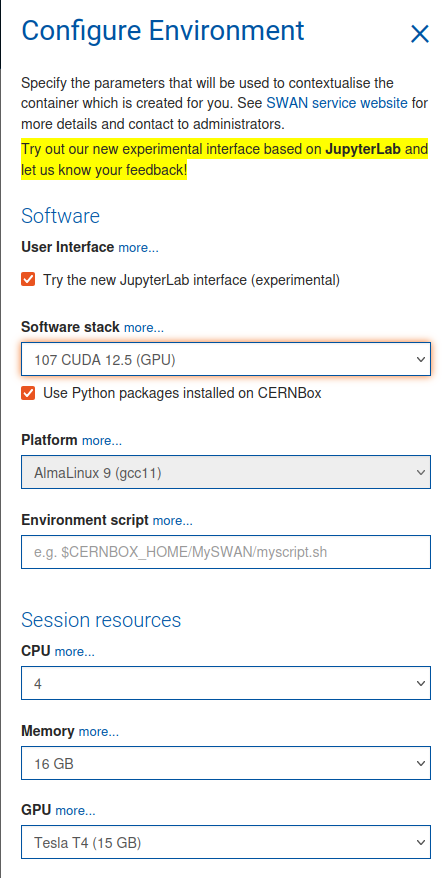 Configure Environment
Specify the parameters that will be used to contextualise the
container which is created for you. See SWAN service website for
more details and contact to administrators.
Try out our new experimental interface based on JupyterLab and
let us know your feedback!
Software
User Interface more...
Try the new JupyterLab interface (experimental)
Software stack more...
107 CUDA 12.5 (GPU)
Use Python packages installed on CERNBox
Platform more...
AlmaLinux 9 (gcc11)
Environment script more...
e.g. $CERNBOX_HOME/MySWAN/myscript.sh
Session resources
CPU more...
4
Memory more...
16 GB
GPU more...
Tesla T4 (15 GB)